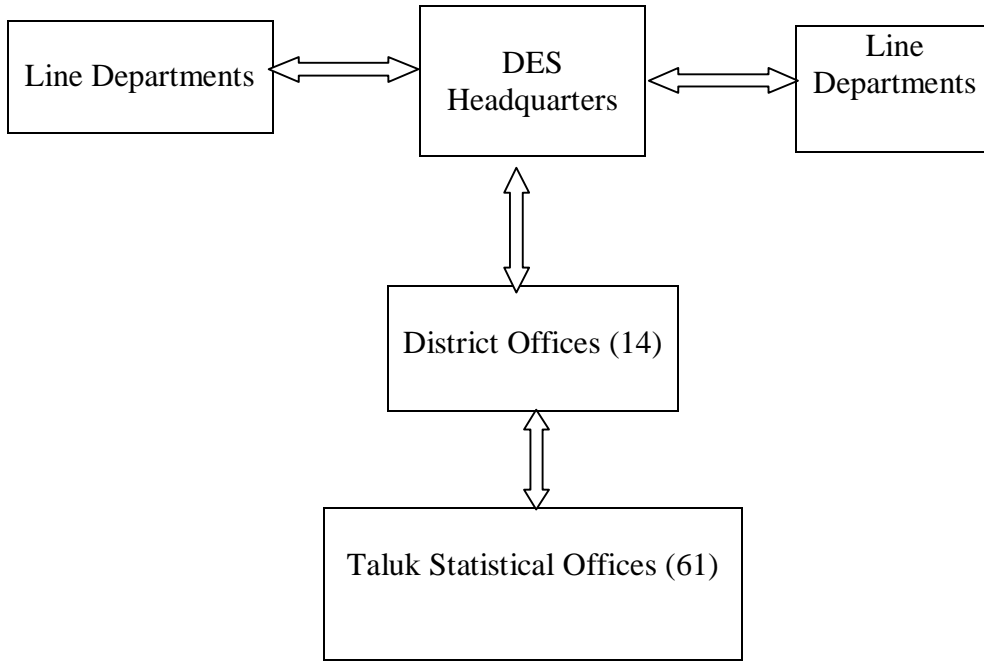 Line Departments
DES
Headquarters
Line
Departments
District Offices (14)
Taluk Statistical Offices (61)